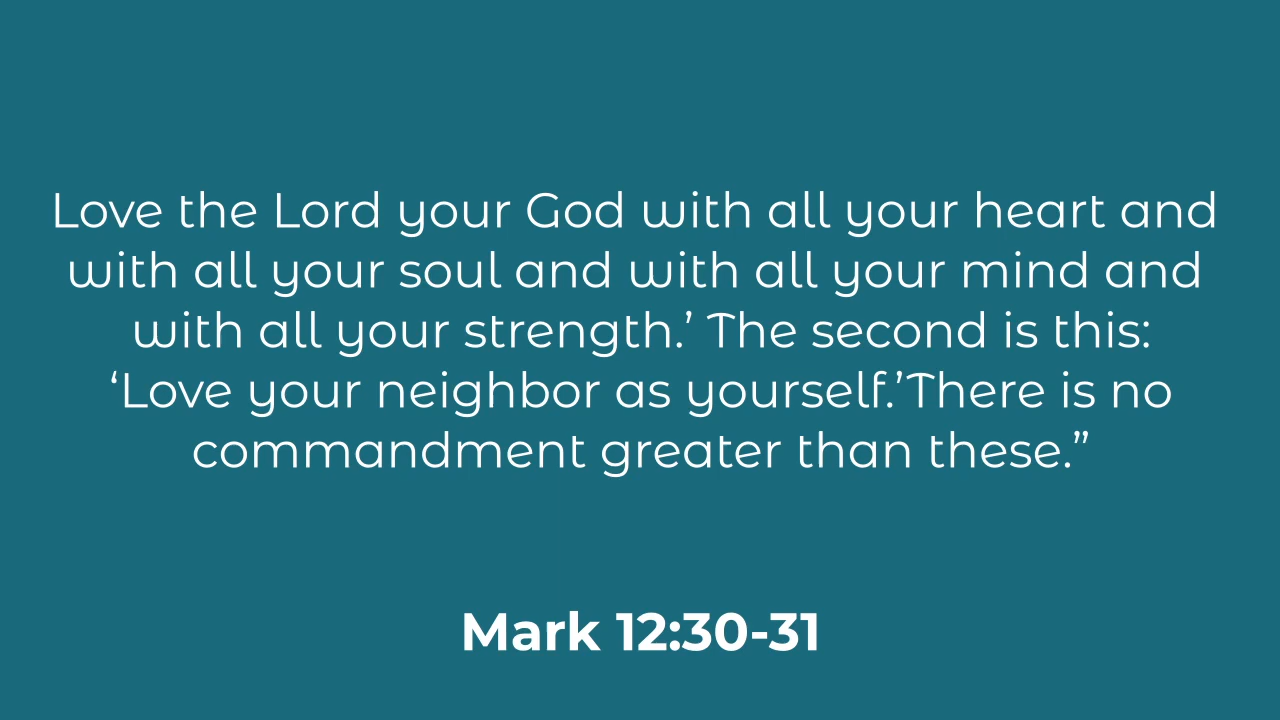 Love the Lord your God with all your heart and
with all your soul and with all your mind and
with all your strength.’ The second is this:
‘Love your neighbor as yourself.’There is no
commandment greater than these.”
Mark 12:30-31